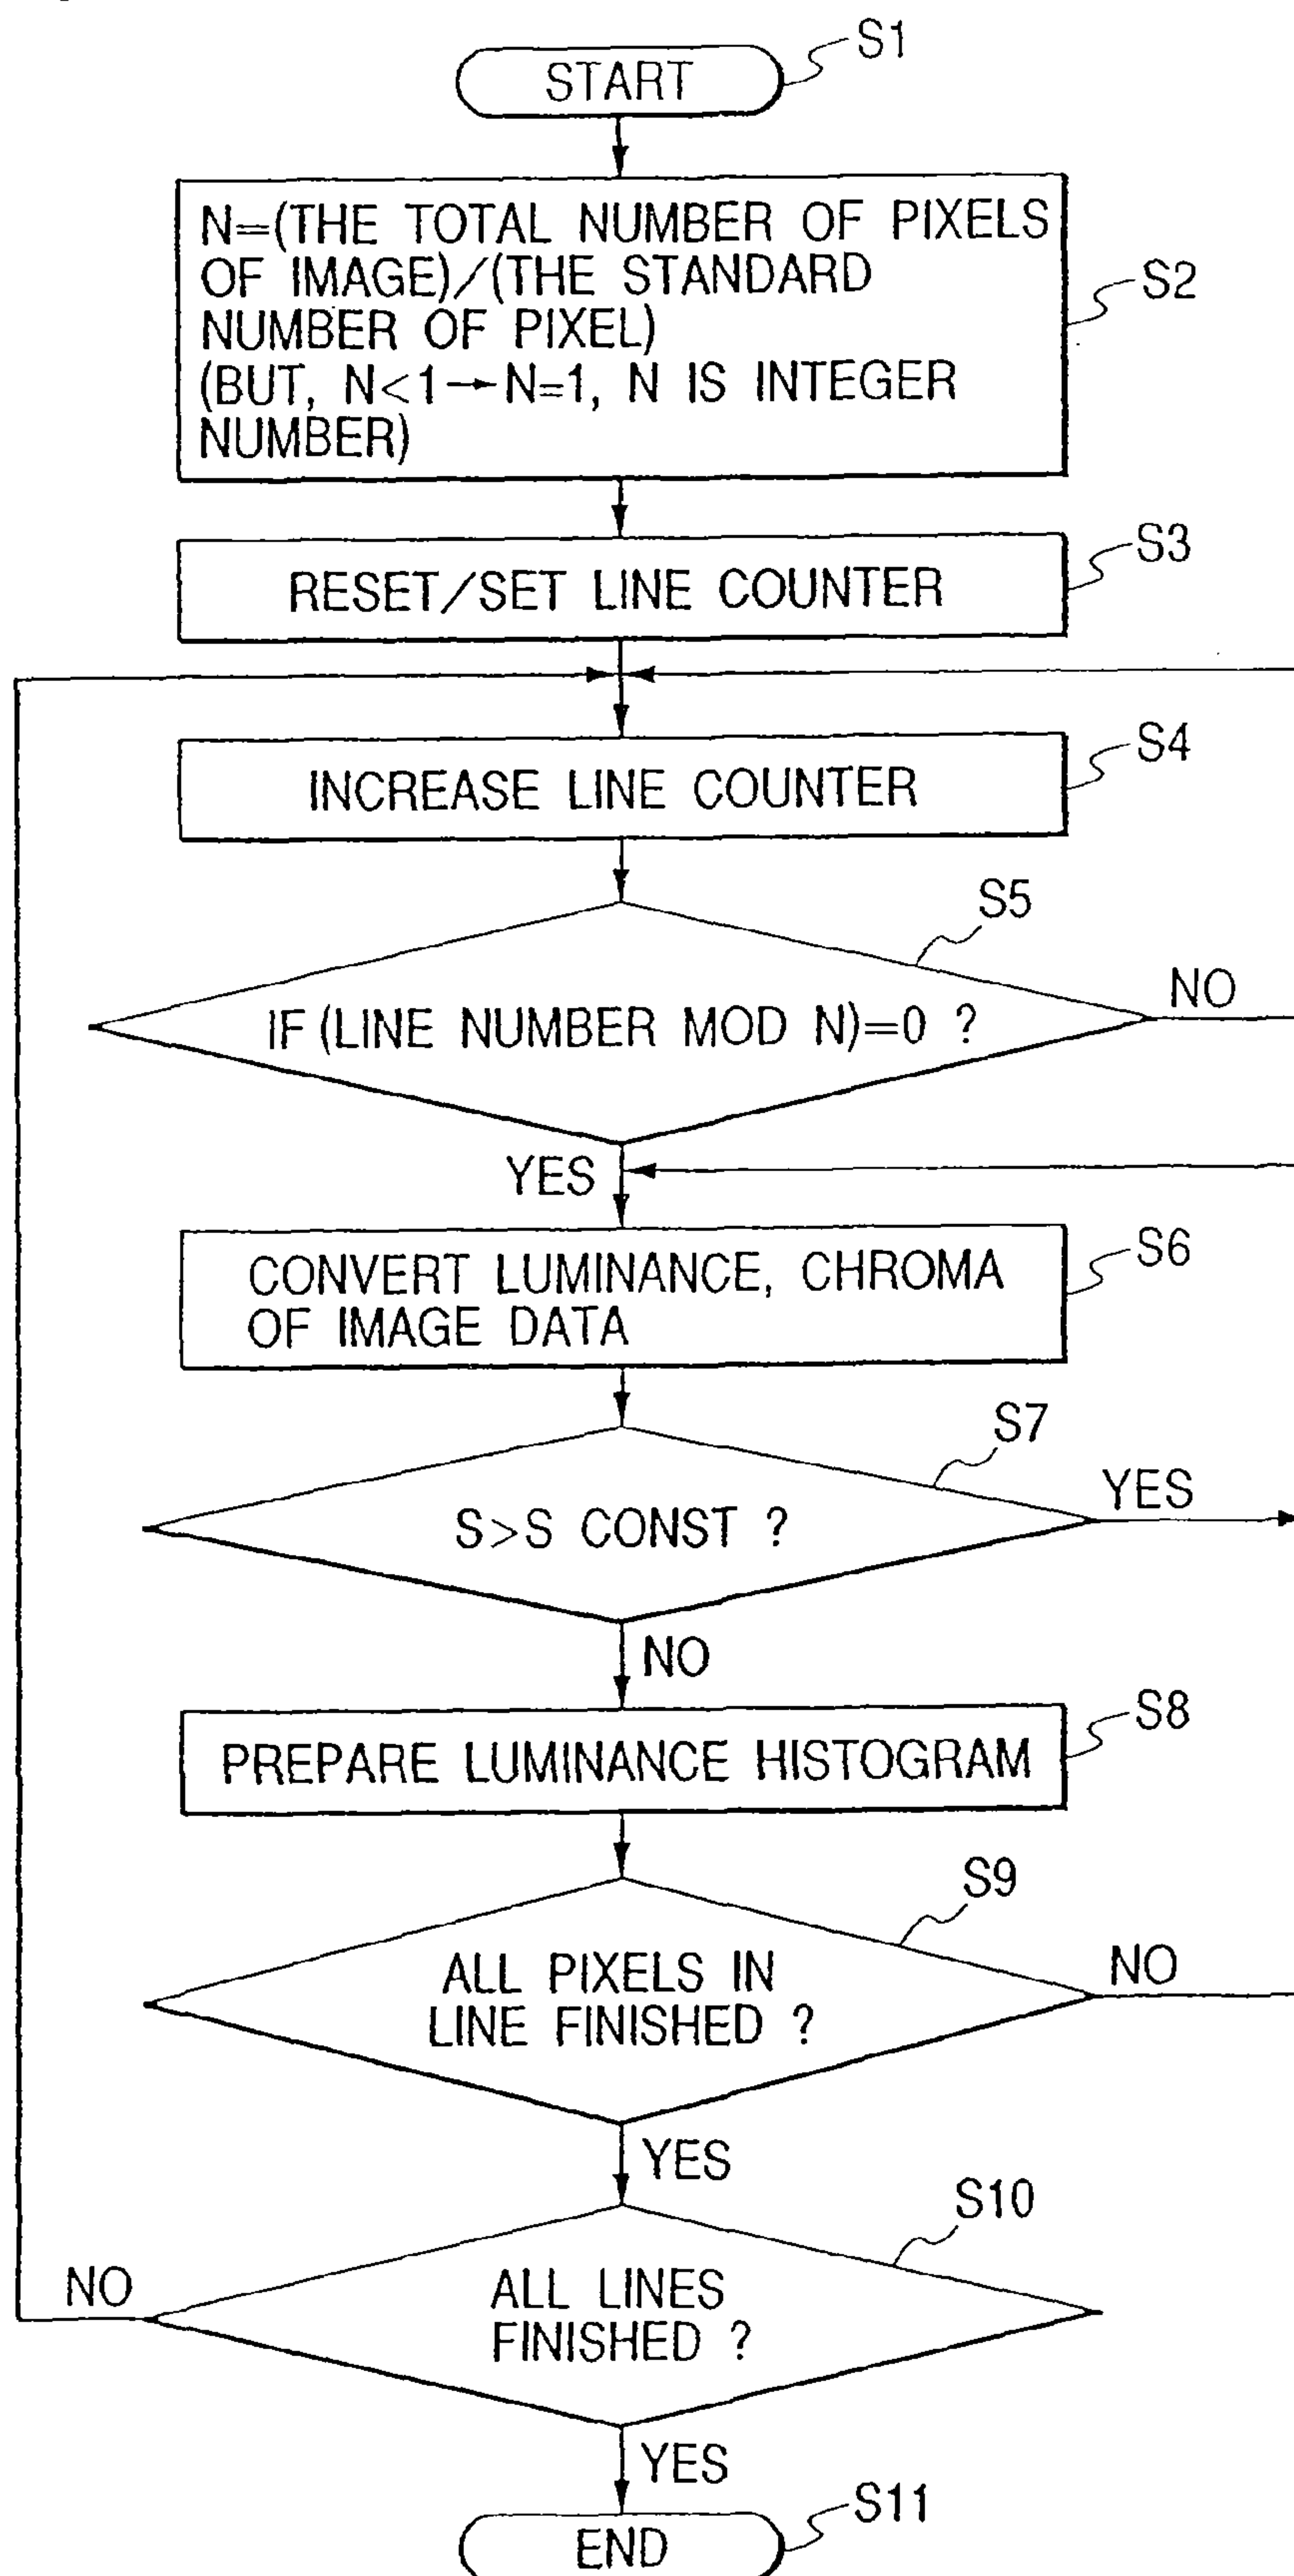 START
S1
N=(THE TOTAL NUMBER OF PIXELS
OF IMAGE)/(THE STANDARD
NUMBER OF PIXEL)
(BUT, N<1→N=1, N IS INTEGER
NUMBER)
S2
RESET/SET LINE COUNTER
S3
INCREASE LINE COUNTER
S4
S5
IF (LINE NUMBER MOD N)=0 ?
NO
YES
CONVERT LUMINANCE, CHROMA
OF IMAGE DATA
S6
S7
S>S CONST ?
YES
NO
PREPARE LUMINANCE HISTOGRAM
S8
S9
ALL PIXELS IN
LINE FINISHED ?
NO
YES
S10
ALL LINES
FINISHED ?
NO
YES
END
S11